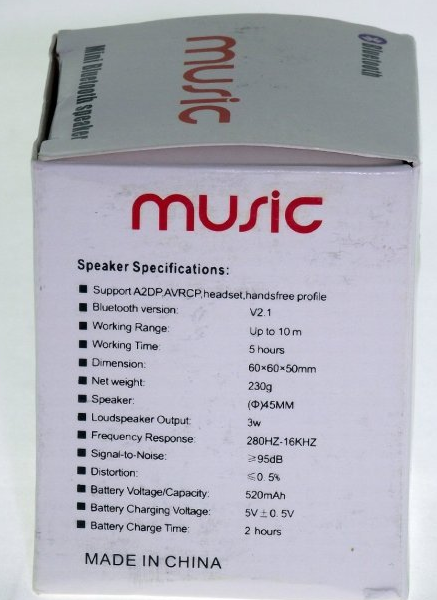 Mini Bluetooth speaker
music
Bluetooth
music
Speaker Specifications:
Support A2DP,AVRCP,headset,handsfree profile
Bluetooth version: V2.1
Working Range: Up to 10 m
Working Time: 5 hours
Dimension: 60×60×50mm
Net weight: 230g
Speaker: (Φ)45MM
Loudspeaker Output: 3w
Frequency Response: 280HZ-16KHZ
Signal-to-Noise: ≥95dB
Distortion: ≤0.5%
Battery Voltage/Capacity: 520mAh
Battery Charging Voltage: 5V±0.5V
Battery Charge Time: 2 hours
MADE IN CHINA